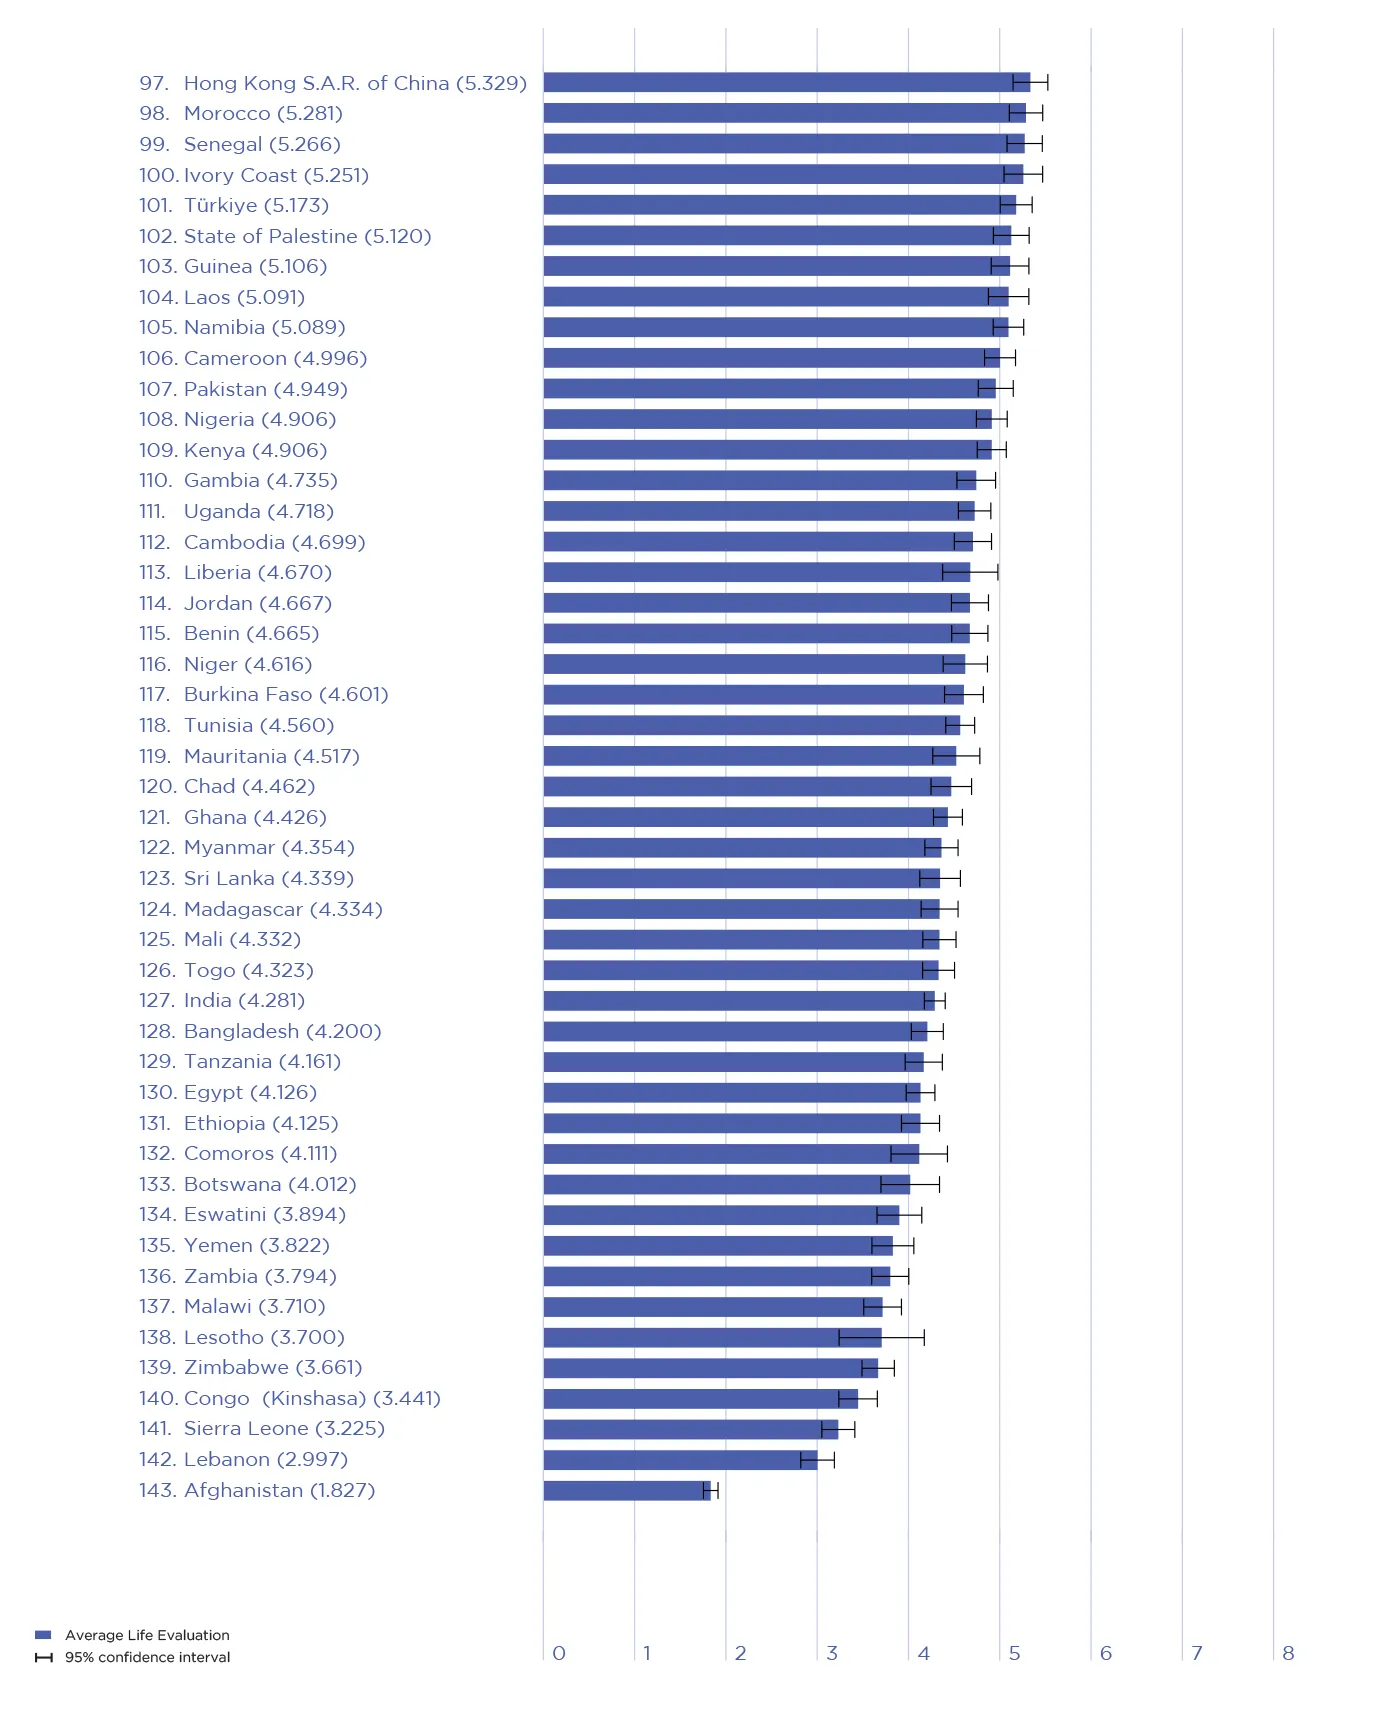 97. Hong Kong S.A.R. of China (5.329)
98. Morocco (5.281)
99. Senegal (5.266)
100. Ivory Coast (5.251)
101. Türkiye (5.173)
102. State of Palestine (5.120)
103. Guinea (5.106)
104. Laos (5.091)
105. Namibia (5.089)
106. Cameroon (4.996)
107. Pakistan (4.949)
108. Nigeria (4.906)
109. Kenya (4.906)
110. Gambia (4.735)
111. Uganda (4.718)
112. Cambodia (4.699)
113. Liberia (4.670)
114. Jordan (4.667)
115. Benin (4.665)
116. Niger (4.616)
117. Burkina Faso (4.601)
118. Tunisia (4.560)
119. Mauritania (4.517)
120. Chad (4.462)
121. Ghana (4.426)
122. Myanmar (4.354)
123. Sri Lanka (4.339)
124. Madagascar (4.334)
125. Mali (4.332)
126. Togo (4.323)
127. India (4.281)
128. Bangladesh (4.200)
129. Tanzania (4.161)
130. Egypt (4.126)
131. Ethiopia (4.125)
132. Comoros (4.111)
133. Botswana (4.012)
134. Eswatini (3.894)
135. Yemen (3.822)
136. Zambia (3.794)
137. Malawi (3.710)
138. Lesotho (3.700)
139. Zimbabwe (3.661)
140. Congo (Kinshasa) (3.441)
141. Sierra Leone (3.225)
142. Lebanon (2.997)
143. Afghanistan (1.827)
Average Life Evaluation
95% confidence interval
0 1 2 3 4 5 6 7 8